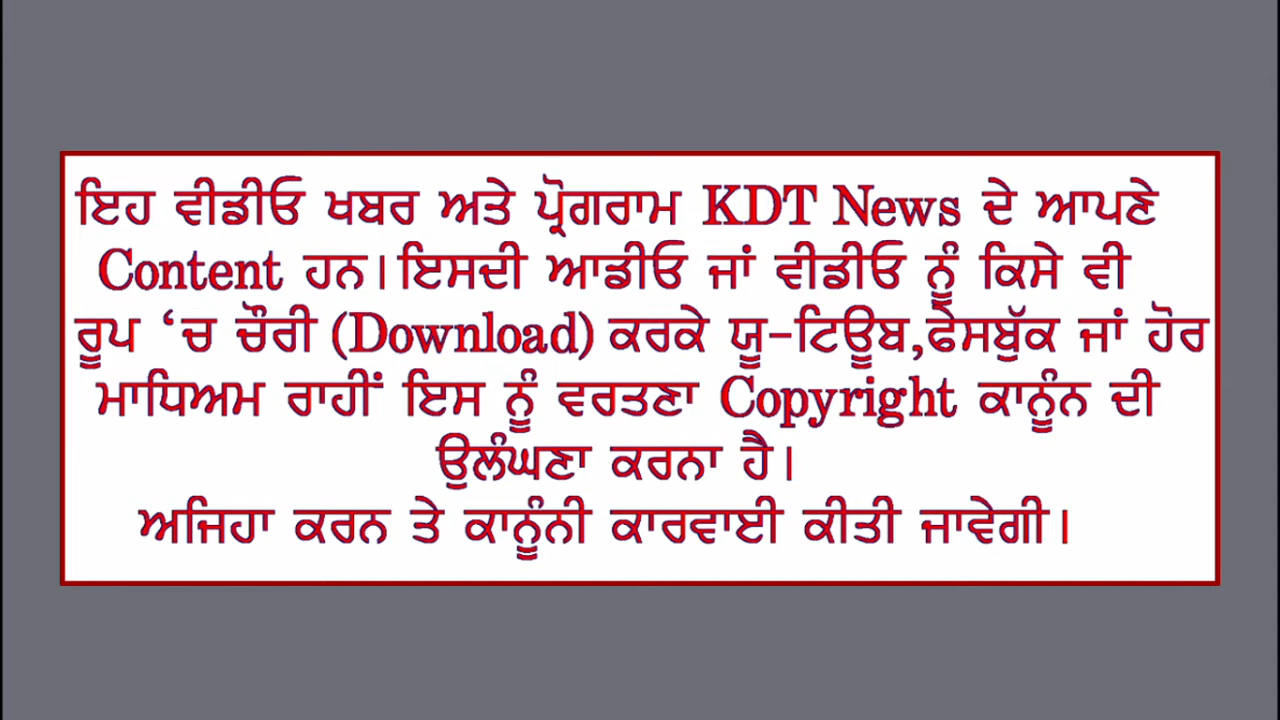 ਇਹ ਵੀਡੀਓ ਖਬਰ ਅਤੇ ਪ੍ਰੋਗਰਾਮ KDT News ਦੇ ਆਪਣੇ
Content ਹਨ।ਇਸਦੀ ਆਡੀਓ ਜਾਂ ਵੀਡੀਓ ਨੂੰ ਕਿਸੇ ਵੀ
ਰੂਪ ‘ਚ ਚੌਰੀ (Download) ਕਰਕੇ ਯੂ-ਟਿਊਬ,ਫੇਸਬੁੱਕ ਜਾਂ ਹੋਰ
ਮਾਧਿਅਮ ਰਾਹੀਂ ਇਸ ਨੂੰ ਵਰਤਣਾ Copyright ਕਾਨੂੰਨ ਦੀ
ਉਲੰਘਣਾ ਕਰਨਾ ਹੈ।
ਅਜਿਹਾ ਕਰਨ ਤੇ ਕਾਨੂੰਨੀ ਕਾਰਵਾਈ ਕੀਤੀ ਜਾਵੇਗੀ।